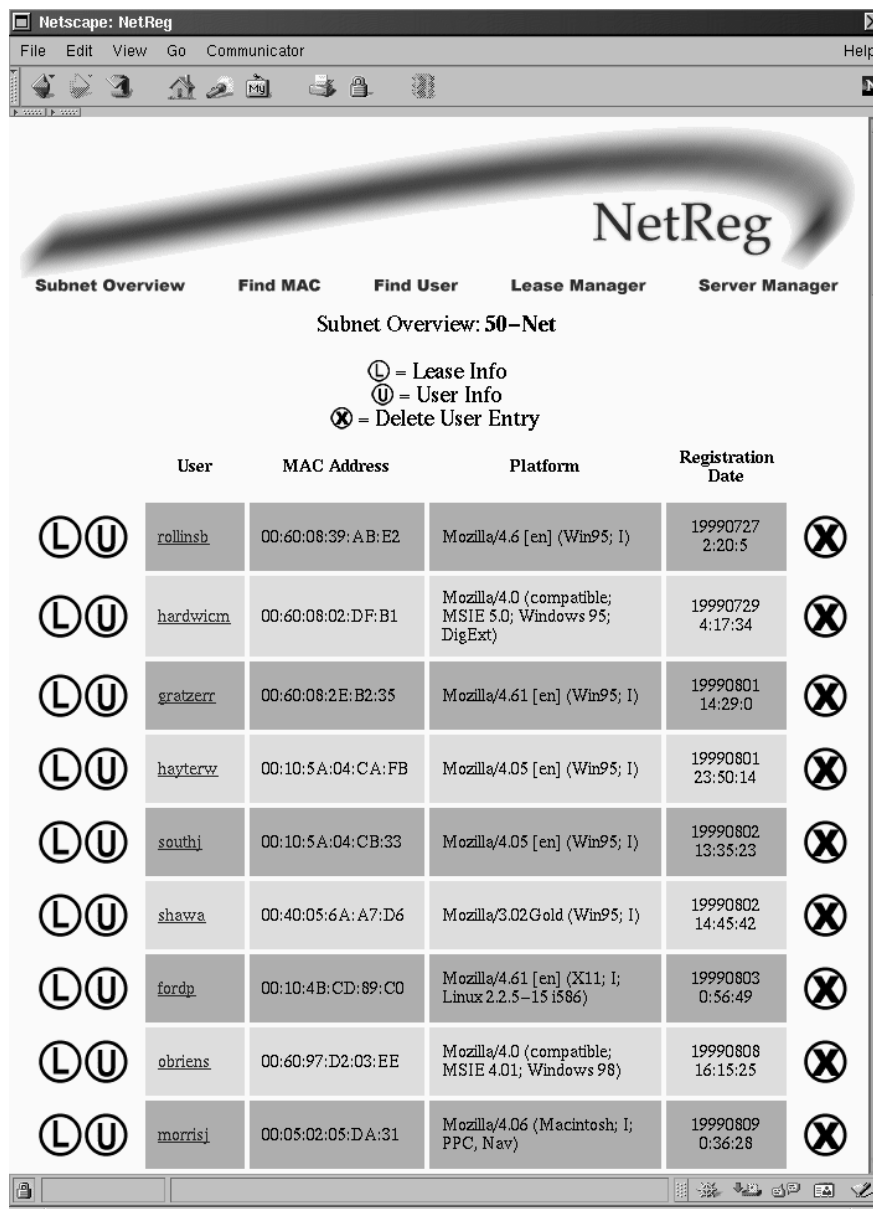 Netscape: NetReg
File Edit View Go Communicator Help
My
N
NetReg
Subnet Overview Find MAC Find User Lease Manager Server Manager
Subnet Overview: 50-Net
L = Lease Info
U = User Info
X = Delete User Entry
User MAC Address Platform Registration
Date
L U rollinsb 00:60:08:39:AB:E2 Mozilla/4.6 [en] (Win95; I) 19990727
2:20:5 X
L U hardwicm 00:60:08:02:DF:B1 Mozilla/4.0 (compatible;
MSIE 5.0; Windows 95;
DigExt) 19990729
4:17:34 X
L U gratzerr 00:60:08:2E:B2:35 Mozilla/4.61 [en] (Win95; I) 19990801
14:29:0 X
L U hayterw 00:10:5A:04:CA:FB Mozilla/4.05 [en] (Win95; I) 19990801
23:50:14 X
L U southj 00:10:5A:04:CB:33 Mozilla/4.05 [en] (Win95; I) 19990802
13:35:23 X
L U shawa 00:40:05:6A:A7:D6 Mozilla/3.02Gold (Win95; I) 19990802
14:45:42 X
L U fordp 00:10:4B:CD:89:C0 Mozilla/4.61 [en] (X11; I;
Linux 2.2.5-15 i586) 19990803
0:56:49 X
L U obriens 00:60:97:D2:03:EE Mozilla/4.0 (compatible;
MSIE 4.01; Windows 98) 19990808
16:15:25 X
L U morrisj 00:05:02:05:DA:31 Mozilla/4.06 (Macintosh; I;
PPC, Nav) 19990809
0:36:28 X